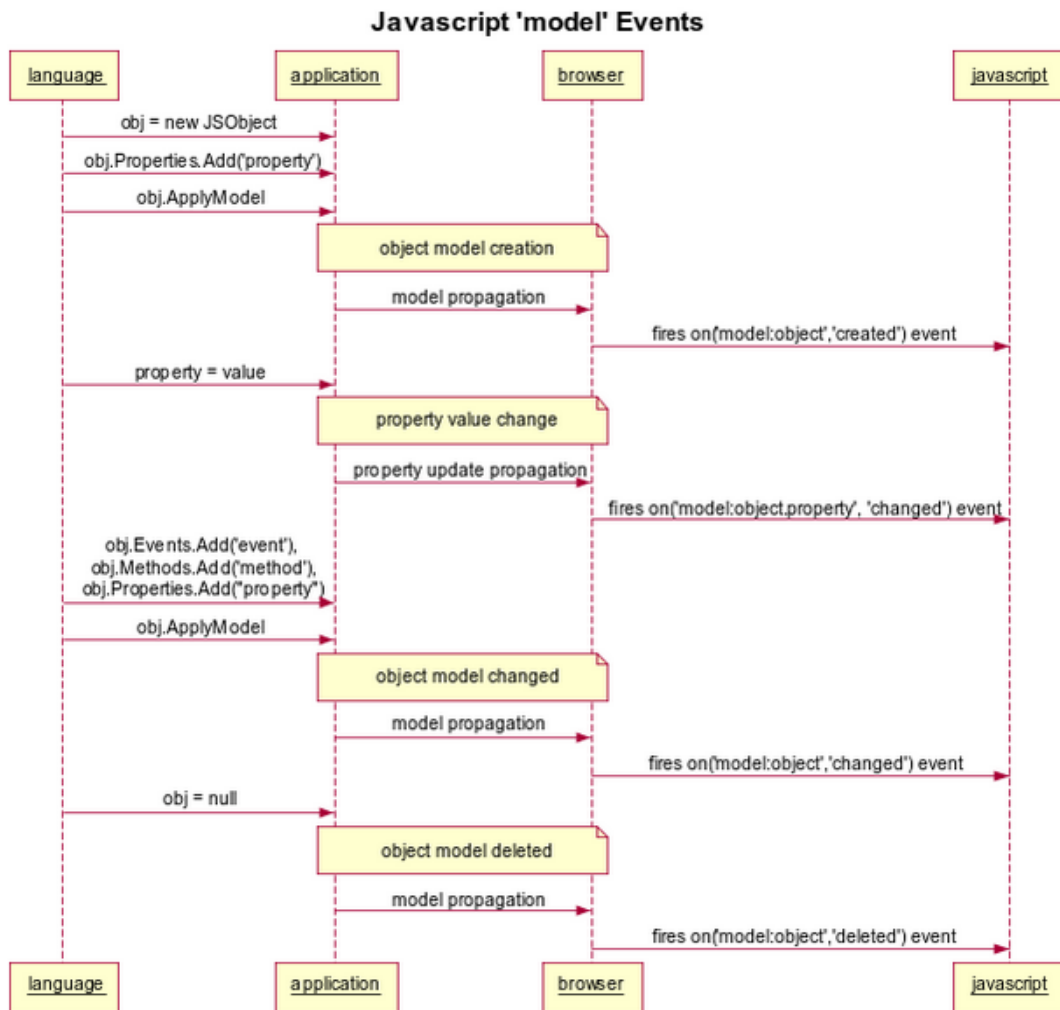 Javascript 'model' Events
language
application
browser
javascript
obj = new JSObject
obj.Properties.Add('property')
obj.ApplyModel
object model creation
model propagation
fires on('model:object','created') event
property = value
property value change
property update propagation
fires on('model:object.property', 'changed') event
obj.Events.Add('event'),
obj.Methods.Add('method'),
obj.Properties.Add("property")
obj.ApplyModel
object model changed
model propagation
fires on('model:object','changed') event
obj = null
object model deleted
model propagation
fires on('model:object','deleted') event
language
application
browser
javascript